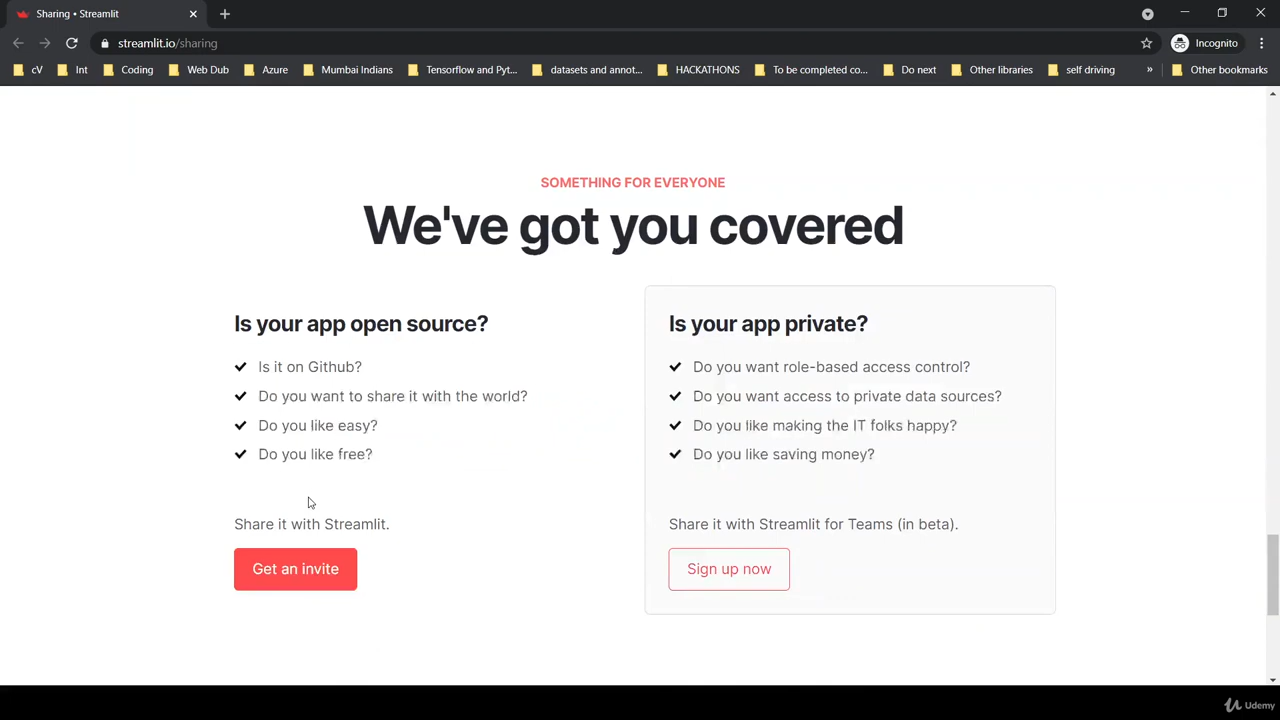 Sharing • Streamlit
streamlit.io/sharing
Incognito
cV Int Coding Web Dub Azure Mumbai Indians Tensorflow and Pyt... datasets and annot... HACKATHONS To be completed co... Do next Other libraries self driving » Other bookmarks
SOMETHING FOR EVERYONE
We've got you covered
Is your app open source?
Is it on Github?
Do you want to share it with the world?
Do you like easy?
Do you like free?
Share it with Streamlit.
Get an invite
Is your app private?
Do you want role-based access control?
Do you want access to private data sources?
Do you like making the IT folks happy?
Do you like saving money?
Share it with Streamlit for Teams (in beta).
Sign up now
Udemy